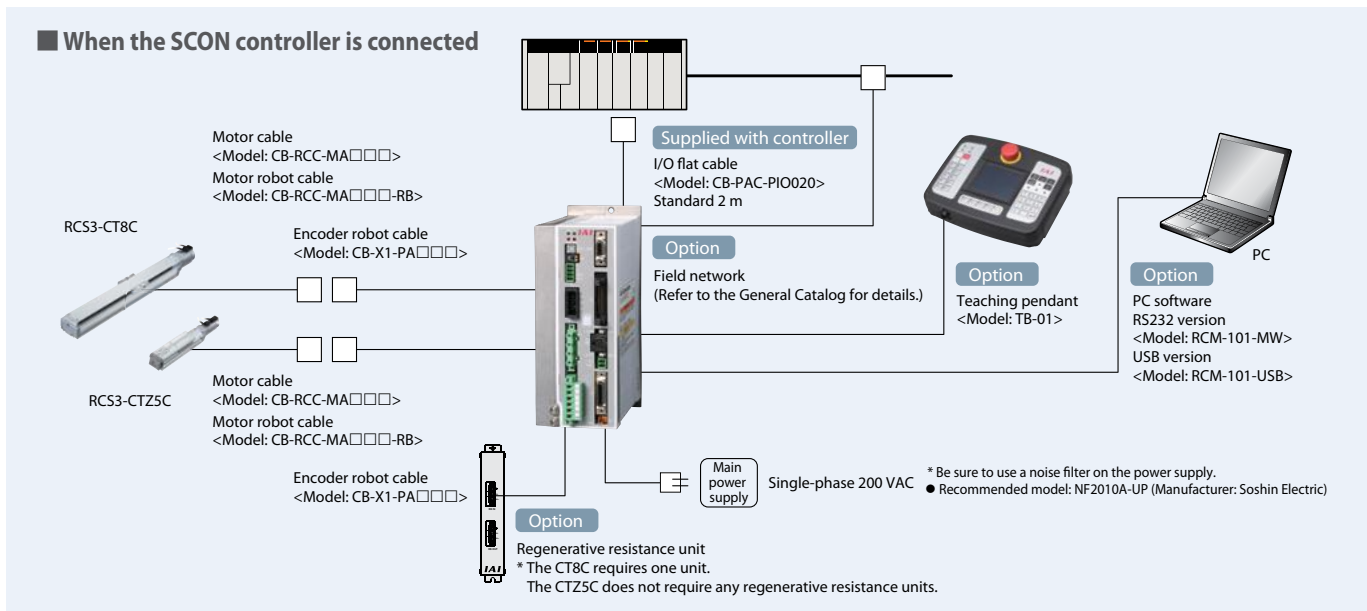 ■ When the SCON controller is connected
Motor cable
<Model: CB-RCC-MA□□□>
Motor robot cable
<Model: CB-RCC-MA□□□-RB>
Supplied with controller
I/O flat cable
<Model: CB-PAC-PIO020>
Standard 2 m
RCS3-CT8C
Encoder robot cable
<Model: CB-X1-PA□□□>
Option
Field network
(Refer to the General Catalog for details.)
IAI
Option
Teaching pendant
<Model: TB-01>
PC
Option
PC software
RS232 version
<Model: RCM-101-MW>
USB version
<Model: RCM-101-USB>
RCS3-CTZ5C
Motor cable
<Model: CB-RCC-MA□□□>
Motor robot cable
<Model: CB-RCC-MA□□□-RB>
Encoder robot cable
<Model: CB-X1-PA□□□>
IAI
Main
power
supply
Single-phase 200 VAC
* Be sure to use a noise filter on the power supply.
● Recommended model: NF2010A-UP (Manufacturer: Soshin Electric)
Option
Regenerative resistance unit
* The CT8C requires one unit.
The CTZ5C does not require any regenerative resistance units.